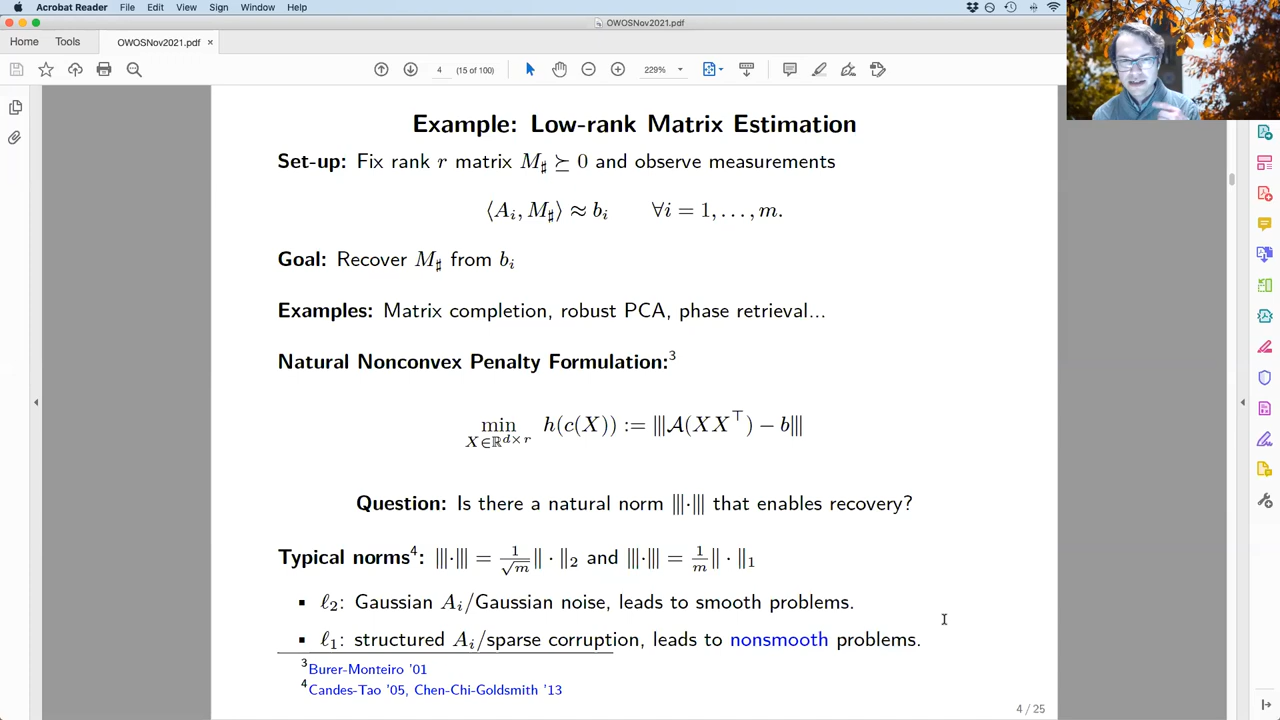 Acrobat Reader File Edit View Sign Window Help
OWOSNov2021.pdf
Home Tools OWOSNov2021.pdf ×
4 (15 of 100) 229%
Example: Low-rank Matrix Estimation
Set-up: Fix rank r matrix M♯ ⪰ 0 and observe measurements
⟨A_i, M♯⟩ ≈ b_i ∀i = 1, . . . , m.
Goal: Recover M♯ from b_i
Examples: Matrix completion, robust PCA, phase retrieval...
Natural Nonconvex Penalty Formulation:³
min_{X∈ℝ^{d×r}} h(c(X)) := |||𝒜(XX^⊤) − b|||
Question: Is there a natural norm |||·||| that enables recovery?
Typical norms⁴: |||·||| = 1/√m ‖ · ‖₂ and |||·||| = 1/m ‖ · ‖₁
▪ ℓ₂: Gaussian A_i/Gaussian noise, leads to smooth problems.
▪ ℓ₁: structured A_i/sparse corruption, leads to nonsmooth problems.
³Burer-Monteiro '01
⁴Candes-Tao '05, Chen-Chi-Goldsmith '13
4 / 25